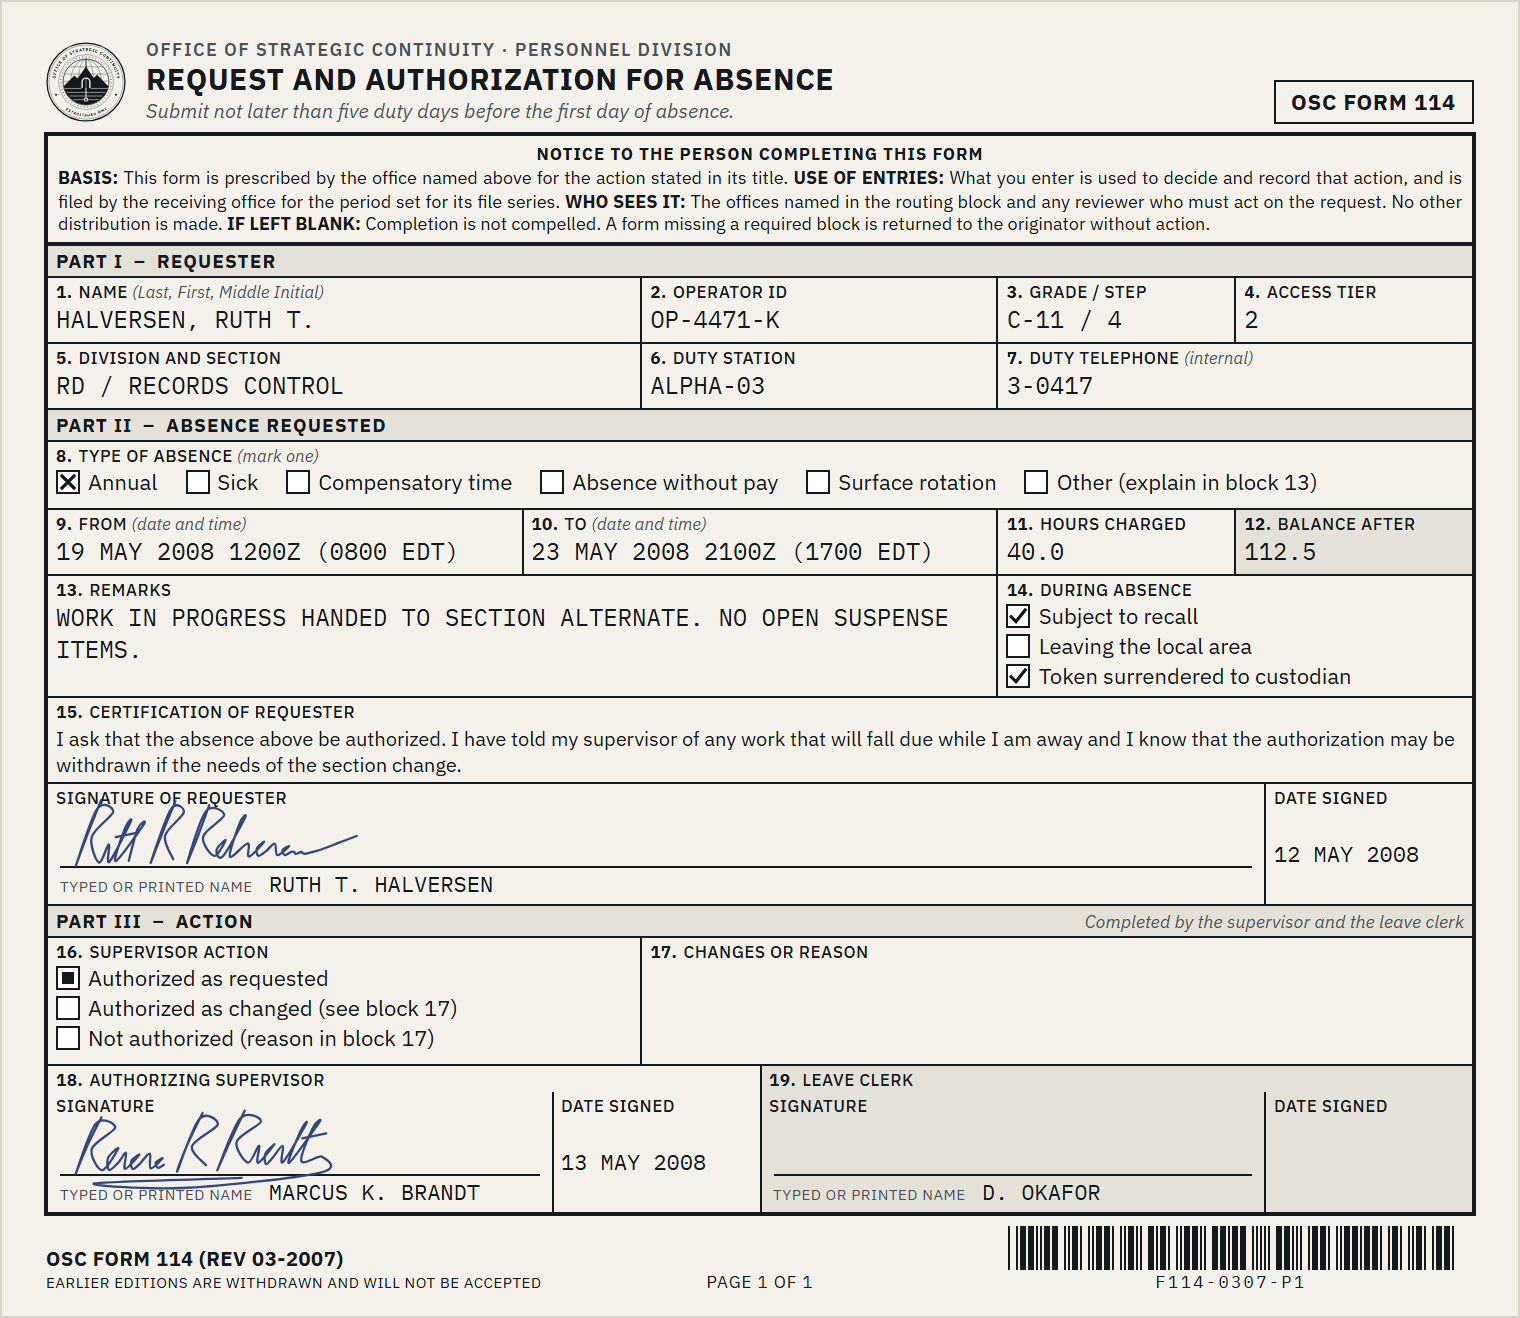 OFFICE OF STRATEGIC CONTINUITY · PERSONNEL DIVISION
REQUEST AND AUTHORIZATION FOR ABSENCE
Submit not later than five duty days before the first day of absence.
OSC FORM 114
NOTICE TO THE PERSON COMPLETING THIS FORM
BASIS: This form is prescribed by the office named above for the action stated in its title. USE OF ENTRIES: What you enter is used to decide and record that action, and is
filed by the receiving office for the period set for its file series. WHO SEES IT: The offices named in the routing block and any reviewer who must act on the request. No other
distribution is made. IF LEFT BLANK: Completion is not compelled. A form missing a required block is returned to the originator without action.
PART I – REQUESTER
1. NAME (Last, First, Middle Initial)
HALVERSEN, RUTH T.
2. OPERATOR ID
OP-4471-K
3. GRADE / STEP
C-11 / 4
4. ACCESS TIER
2
5. DIVISION AND SECTION
RD / RECORDS CONTROL
6. DUTY STATION
ALPHA-03
7. DUTY TELEPHONE (internal)
3-0417
PART II – ABSENCE REQUESTED
8. TYPE OF ABSENCE (mark one)
Annual Sick Compensatory time Absence without pay Surface rotation Other (explain in block 13)
9. FROM (date and time)
19 MAY 2008 1200Z (0800 EDT)
10. TO (date and time)
23 MAY 2008 2100Z (1700 EDT)
11. HOURS CHARGED
40.0
12. BALANCE AFTER
112.5
13. REMARKS
WORK IN PROGRESS HANDED TO SECTION ALTERNATE. NO OPEN SUSPENSE
ITEMS.
14. DURING ABSENCE
Subject to recall
Leaving the local area
Token surrendered to custodian
15. CERTIFICATION OF REQUESTER
I ask that the absence above be authorized. I have told my supervisor of any work that will fall due while I am away and I know that the authorization may be
withdrawn if the needs of the section change.
SIGNATURE OF REQUESTER
TYPED OR PRINTED NAME RUTH T. HALVERSEN
DATE SIGNED
12 MAY 2008
PART III – ACTION
Completed by the supervisor and the leave clerk
16. SUPERVISOR ACTION
Authorized as requested
Authorized as changed (see block 17)
Not authorized (reason in block 17)
17. CHANGES OR REASON
18. AUTHORIZING SUPERVISOR
SIGNATURE
TYPED OR PRINTED NAME MARCUS K. BRANDT
DATE SIGNED
13 MAY 2008
19. LEAVE CLERK
SIGNATURE
TYPED OR PRINTED NAME D. OKAFOR
DATE SIGNED
OSC FORM 114 (REV 03-2007)
EARLIER EDITIONS ARE WITHDRAWN AND WILL NOT BE ACCEPTED
PAGE 1 OF 1
F114-0307-P1